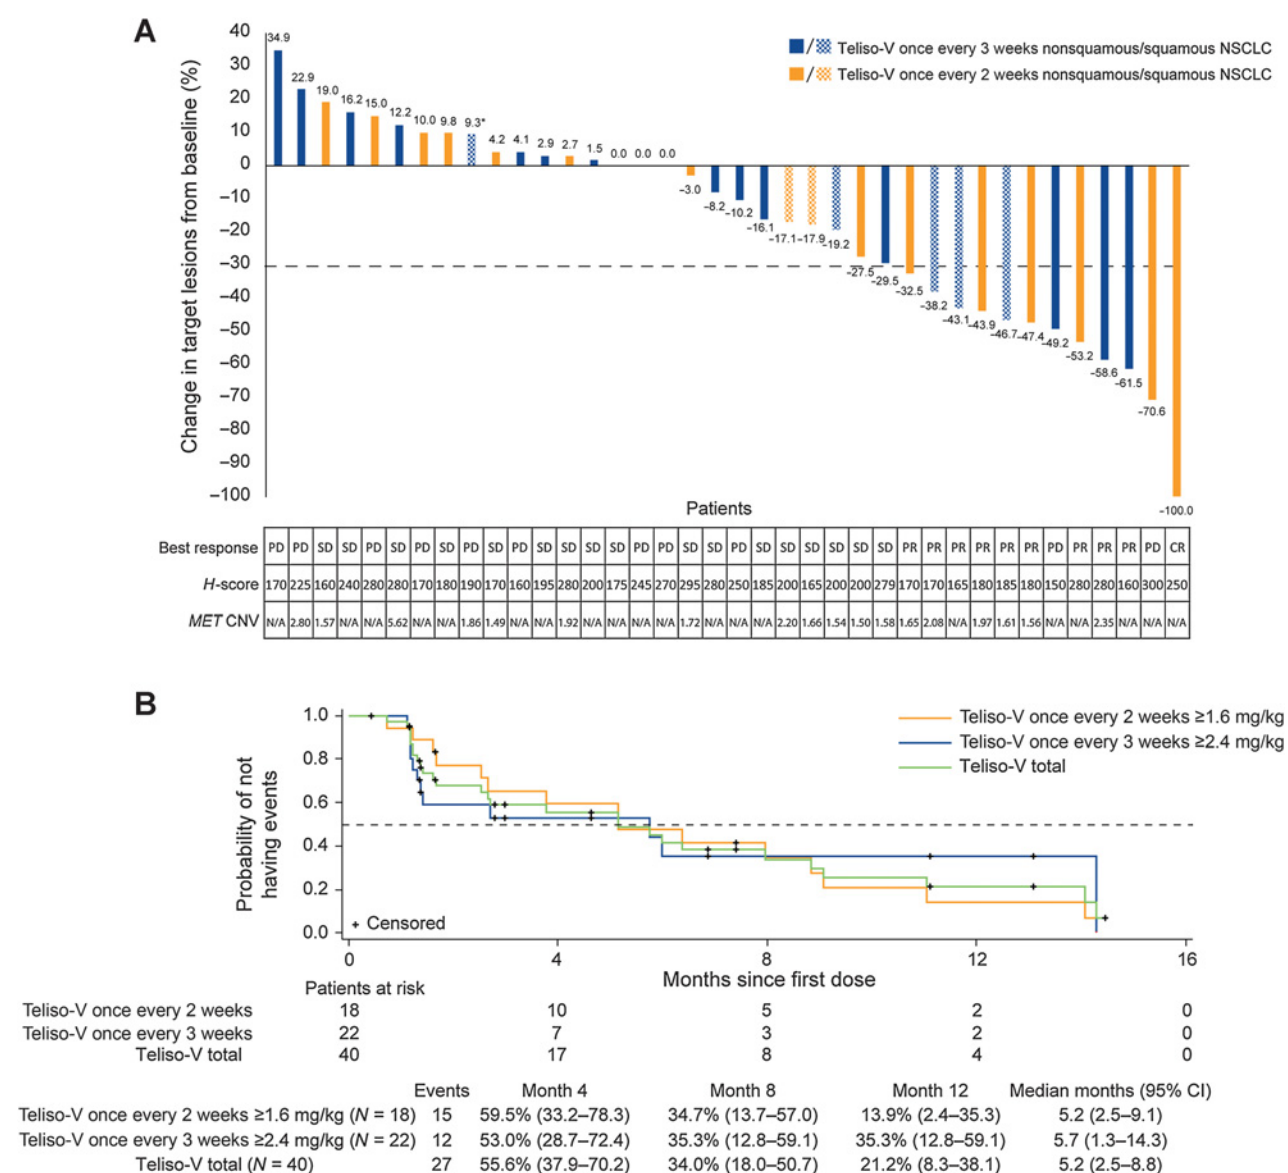 A
Teliso-V once every 3 weeks nonsquamous/squamous NSCLC
Teliso-V once every 2 weeks nonsquamous/squamous NSCLC
Change in target lesions from baseline (%)
40
30
20
10
0
−10
−20
−30
−40
−50
−60
−70
−80
−90
−100
34.9 22.9 19.0 16.2 15.0 12.2 10.0 9.8 9.3* 4.2 4.1 2.9 2.7 1.5 0.0 0.0 0.0 −3.0 −8.2 −10.2 −16.1 −17.1 −17.9 −19.2 −27.5 −29.5 −32.5 −38.2 −43.1 −43.9 −46.7 −47.4 −49.2 −53.2 −58.6 −61.5 −70.6 −100.0
Patients
Best response PD PD SD SD PD SD PD SD PD SD PD SD SD SD SD PD PD SD SD PD SD SD SD SD SD SD PR PR PR PR PR PR PD PR PR PR PD CR
H-score 170 225 160 240 280 280 170 180 190 170 160 195 280 200 175 245 270 295 280 250 185 200 165 200 200 279 170 170 165 180 185 180 150 280 280 160 300 250
MET CNV N/A 2.80 1.57 N/A N/A 5.62 N/A N/A 1.86 1.49 N/A N/A 1.92 N/A N/A N/A N/A 1.72 N/A N/A N/A 2.20 1.66 1.54 1.50 1.58 1.65 2.08 N/A 1.97 1.61 1.56 N/A N/A 2.35 N/A N/A N/A
B
Teliso-V once every 2 weeks ≥1.6 mg/kg
Teliso-V once every 3 weeks ≥2.4 mg/kg
Teliso-V total
Probability of not
having events
1.0
0.8
0.6
0.4
0.2
0.0
+ Censored
0 4 8 12 16
Months since first dose
Patients at risk
Teliso-V once every 2 weeks 18 10 5 2 0
Teliso-V once every 3 weeks 22 7 3 2 0
Teliso-V total 40 17 8 4 0
Events Month 4 Month 8 Month 12 Median months (95% CI)
Teliso-V once every 2 weeks ≥1.6 mg/kg (N = 18) 15 59.5% (33.2–78.3) 34.7% (13.7–57.0) 13.9% (2.4–35.3) 5.2 (2.5–9.1)
Teliso-V once every 3 weeks ≥2.4 mg/kg (N = 22) 12 53.0% (28.7–72.4) 35.3% (12.8–59.1) 35.3% (12.8–59.1) 5.7 (1.3–14.3)
Teliso-V total (N = 40) 27 55.6% (37.9–70.2) 34.0% (18.0–50.7) 21.2% (8.3–38.1) 5.2 (2.5–8.8)